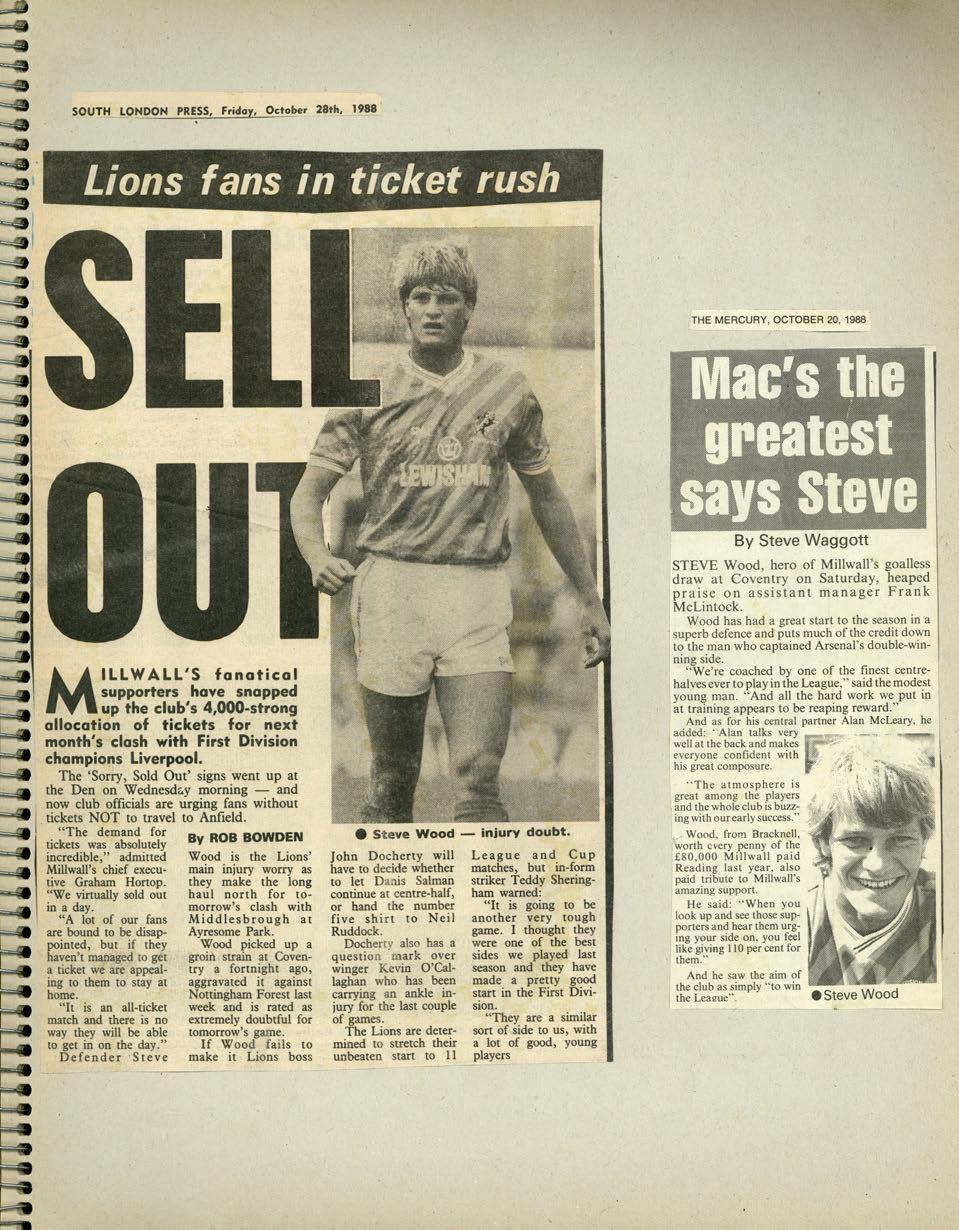 SOUTH LONDON PRESS, Friday, October 28th, 1988
Lions fans in ticket rush
SELL
OUT
LEWISHAM
MILLWALL'S fanatical
supporters have snapped
up the club's 4,000-strong
allocation of tickets for next
month's clash with First Division
champions Liverpool.
The 'Sorry, Sold Out' signs went up at
the Den on Wednesday morning — and
now club officials are urging fans without
tickets NOT to travel to Anfield.
"The demand for
tickets was absolutely
incredible," admitted
Millwall's chief execu-
tive Graham Hortop.
"We virtually sold out
in a day.
"A lot of our fans
are bound to be disap-
pointed, but if they
haven't managed to get
a ticket we are appeal-
ing to them to stay at
home.
"It is an all-ticket
match and there is no
way they will be able
to get in on the day."
Defender Steve
By ROB BOWDEN
Wood is the Lions'
main injury worry as
they make the long
haul north for to-
morrow's clash with
Middlesbrough at
Ayresome Park.
Wood picked up a
groin strain at Coven-
try a fortnight ago,
aggravated it against
Nottingham Forest last
week and is rated as
extremely doubtful for
tomorrow's game.
If Wood fails to
make it Lions boss
● Steve Wood — injury doubt.
John Docherty will
have to decide whether
to let Danis Salman
continue at centre-half,
or hand the number
five shirt to Neil
Ruddock.
Docherty also has a
question mark over
winger Kevin O'Cal-
laghan who has been
carrying an ankle in-
jury for the last couple
of games.
The Lions are deter-
mined to stretch their
unbeaten start to 11
League and Cup
matches, but in-form
striker Teddy Shering-
ham warned:
"It is going to be
another very tough
game. I thought they
were one of the best
sides we played last
season and they have
made a pretty good
start in the First Divi-
sion.
"They are a similar
sort of side to us, with
a lot of good, young
players
THE MERCURY, OCTOBER 20, 1988
Mac's the
greatest
says Steve
By Steve Waggott
STEVE Wood, hero of Millwall's goalless
draw at Coventry on Saturday, heaped
praise on assistant manager Frank
McLintock.
Wood has had a great start to the season in a
superb defence and puts much of the credit down
to the man who captained Arsenal's double-win-
ning side.
"We're coached by one of the finest centre-
halves ever to play in the League," said the modest
young man. "And all the hard work we put in
at training appears to be reaping reward."
And as for his central partner Alan McLeary, he
added: "Alan talks very
well at the back and makes
everyone confident with
his great composure.
"The atmosphere is
great among the players
and the whole club is buzz-
ing with our early success."
Wood, from Bracknell,
worth every penny of the
£80,000 Millwall paid
Reading last year, also
paid tribute to Millwall's
amazing support.
He said: "When you
look up and see those sup-
porters and hear them urg-
ing your side on, you feel
like giving 110 per cent for
them."
And he saw the aim of
the club as simply "to win
the League".
● Steve Wood